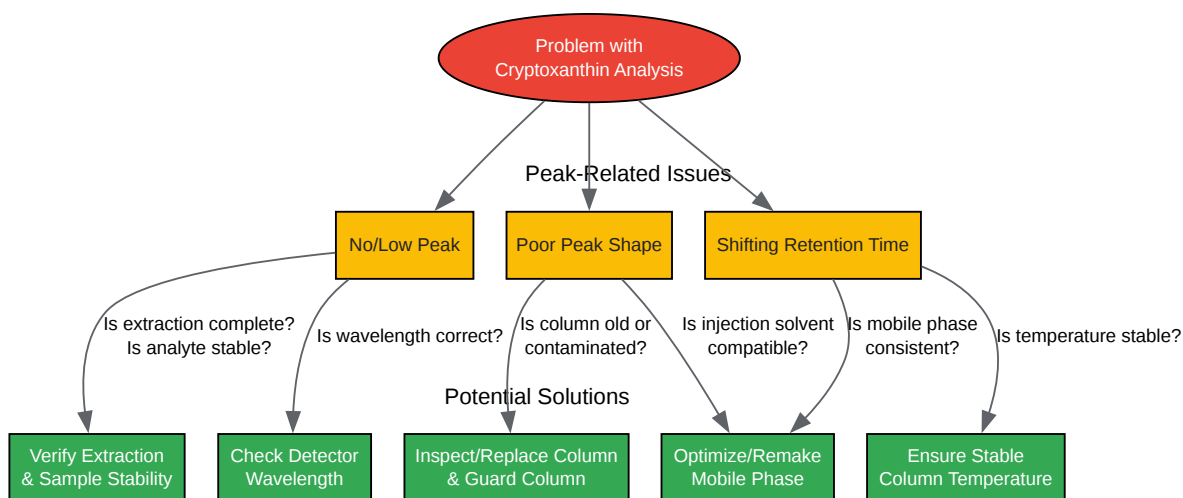 Problem with
Cryptoxanthin Analysis
Peak-Related Issues
No/Low Peak
Poor Peak Shape
Shifting Retention Time
Is extraction complete?
Is analyte stable?
Is wavelength correct?
Is column old or
contaminated?
Is injection solvent
compatible?
Is mobile phase
consistent?
Is temperature stable?
Potential Solutions
Verify Extraction
& Sample Stability
Check Detector
Wavelength
Inspect/Replace Column
& Guard Column
Optimize/Remake
Mobile Phase
Ensure Stable
Column Temperature